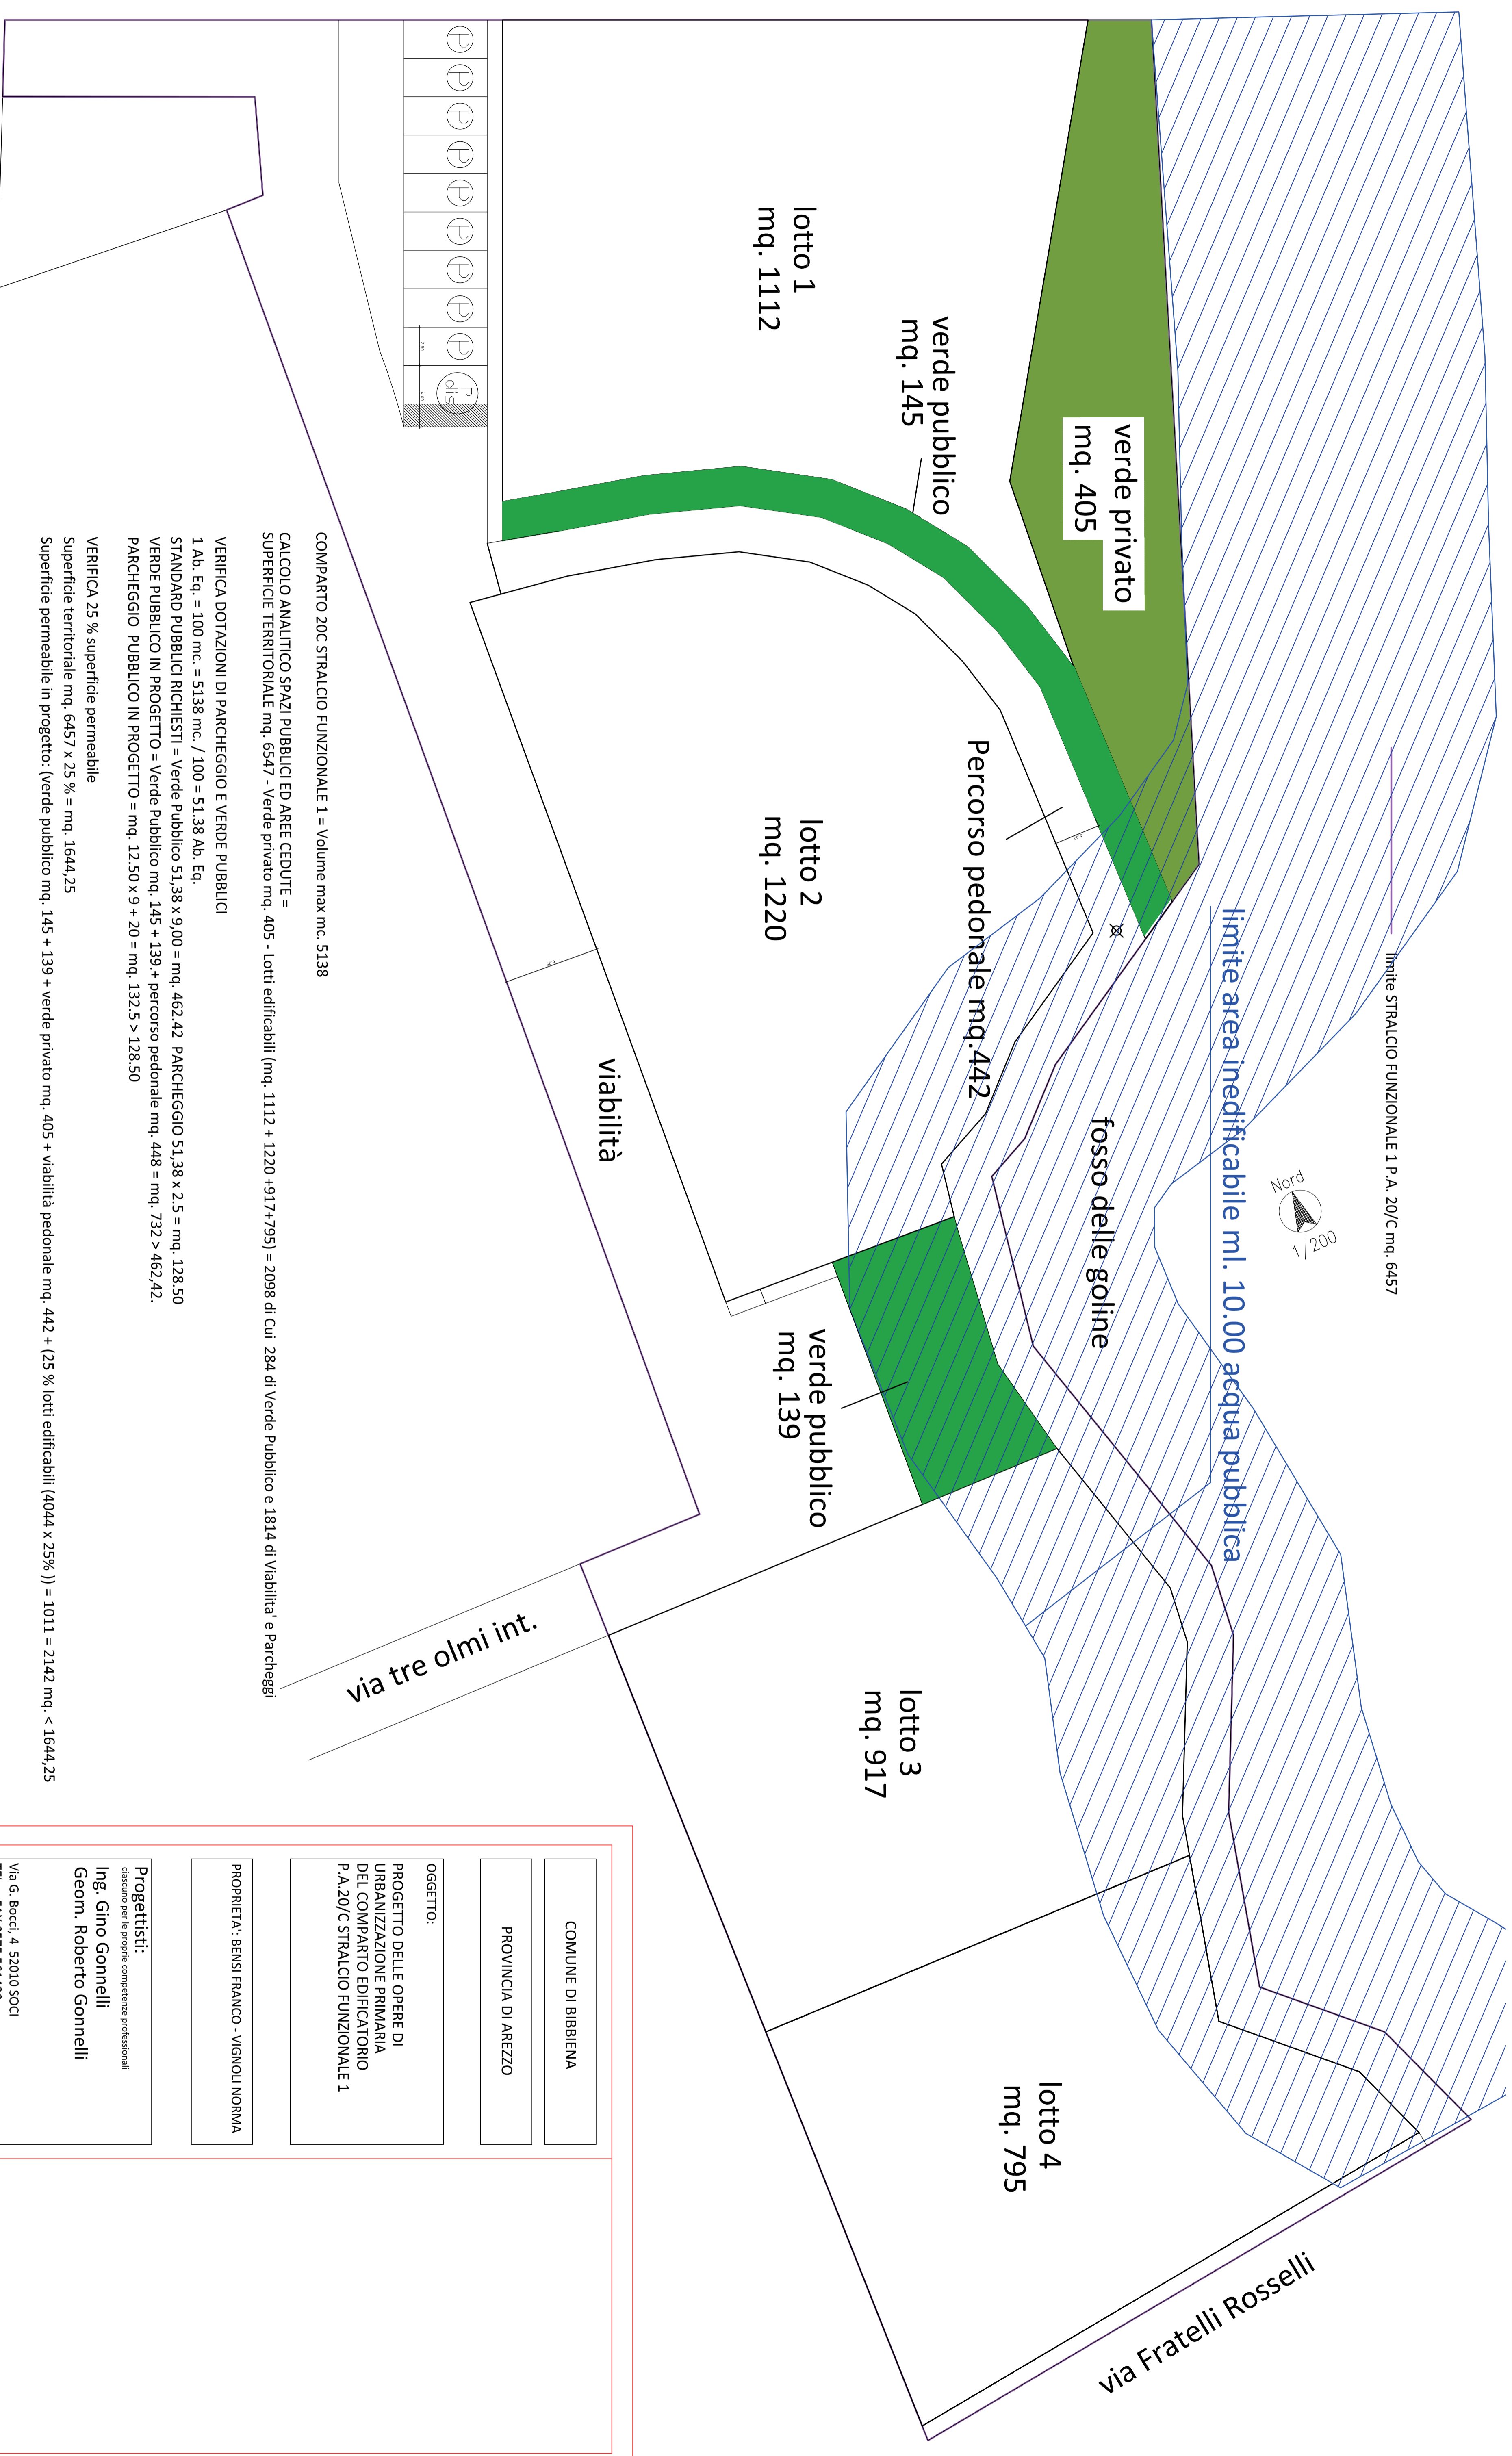 limite STRALCIO FUNZIONALE 1 P.A. 20/C mq. 6457
Nord
1/200
limite area inedificabile ml. 10.00 acqua pubblica
verde privato
mq. 405
fosso delle goline
verde pubblico
mq. 145
Percorso pedonale mq.442
lotto 1
mq. 1112
lotto 2
mq. 1220
verde pubblico
mq. 139
lotto 3
mq. 917
lotto 4
mq. 795
via Fratelli Rosselli
viabilità
via tre olmi int.
P
P
P
P
P
P
P
P
P
P
dis
COMPARTO 20C STRALCIO FUNZIONALE 1 = Volume max mc. 5138
CALCOLO ANALITICO SPAZI PUBBLICI ED AREE CEDUTE =
SUPERFICIE TERRITORIALE mq. 6547 - Verde privato mq. 405 - Lotti edificabili (mq. 1112 + 1220 +917+795) = 2098 di Cui 284 di Verde Pubblico e 1814 di Viabilita' e Parcheggi
VERIFICA DOTAZIONI DI PARCHEGGIO E VERDE PUBBLICI
1 Ab. Eq. = 100 mc. = 5138 mc. / 100 = 51.38 Ab. Eq.
STANDARD PUBBLICI RICHIESTI = Verde Pubblico 51,38 x 9,00 = mq. 462.42 PARCHEGGIO 51,38 x 2.5 = mq. 128.50
VERDE PUBBLICO IN PROGETTO = Verde Pubblico mq. 145 + 139.+ percorso pedonale mq. 448 = mq. 732 > 462,42.
PARCHEGGIO PUBBLICO IN PROGETTO = mq. 12.50 x 9 + 20 = mq. 132.5 > 128.50
VERIFICA 25 % superficie permeabile
Superficie territoriale mq. 6457 x 25 % = mq. 1644,25
Superficie permeabile in progetto: (verde pubblico mq. 145 + 139 + verde privato mq. 405 + viabilità pedonale mq. 442 + (25 % lotti edificabili (4044 x 25% )) = 1011 = 2142 mq. < 1644,25
COMUNE DI BIBBIENA
PROVINCIA DI AREZZO
OGGETTO:
PROGETTO DELLE OPERE DI
URBANIZZAZIONE PRIMARIA
DEL COMPARTO EDIFICATORIO
P.A.20/C STRALCIO FUNZIONALE 1
PROPRIETA': BENSI FRANCO - VIGNOLI NORMA
Progettisti:
ciascuno per le proprie competenze professionali
Ing. Gino Gonnelli
Geom. Roberto Gonnelli
Via G. Bocci, 4 52010 SOCI